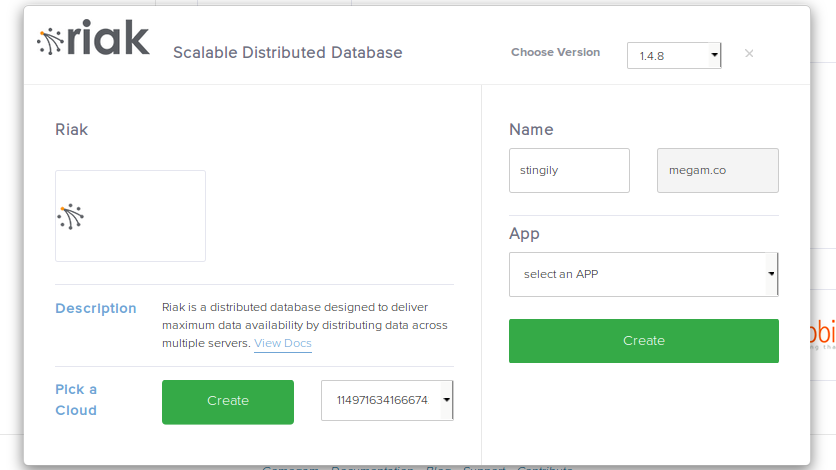 riak
Scalable Distributed Database
Choose Version
1.4.8
×
Riak
Name
stingily
megam.co
App
select an APP
Create
Description
Riak is a distributed database designed to deliver
maximum data availability by distributing data across
multiple servers. View Docs
Pick a
Cloud
Create
114971634166674